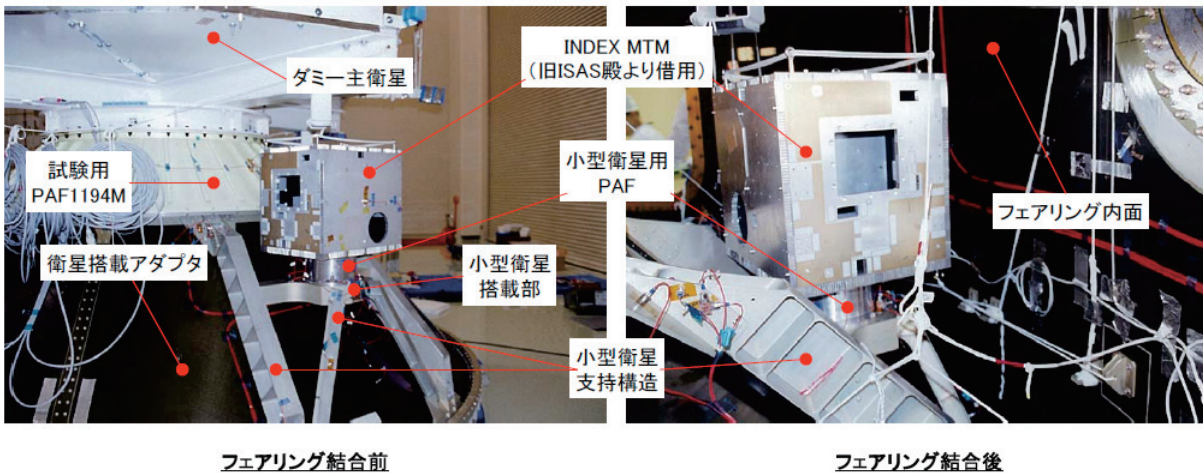 ダミー主衛星
INDEX MTM
（旧ISAS殿より借用）
試験用
PAF1194M
小型衛星用
PAF
フェアリング内面
衛星搭載アダプタ
小型衛星
搭載部
小型衛星
支持構造
フェアリング結合前
フェアリング結合後